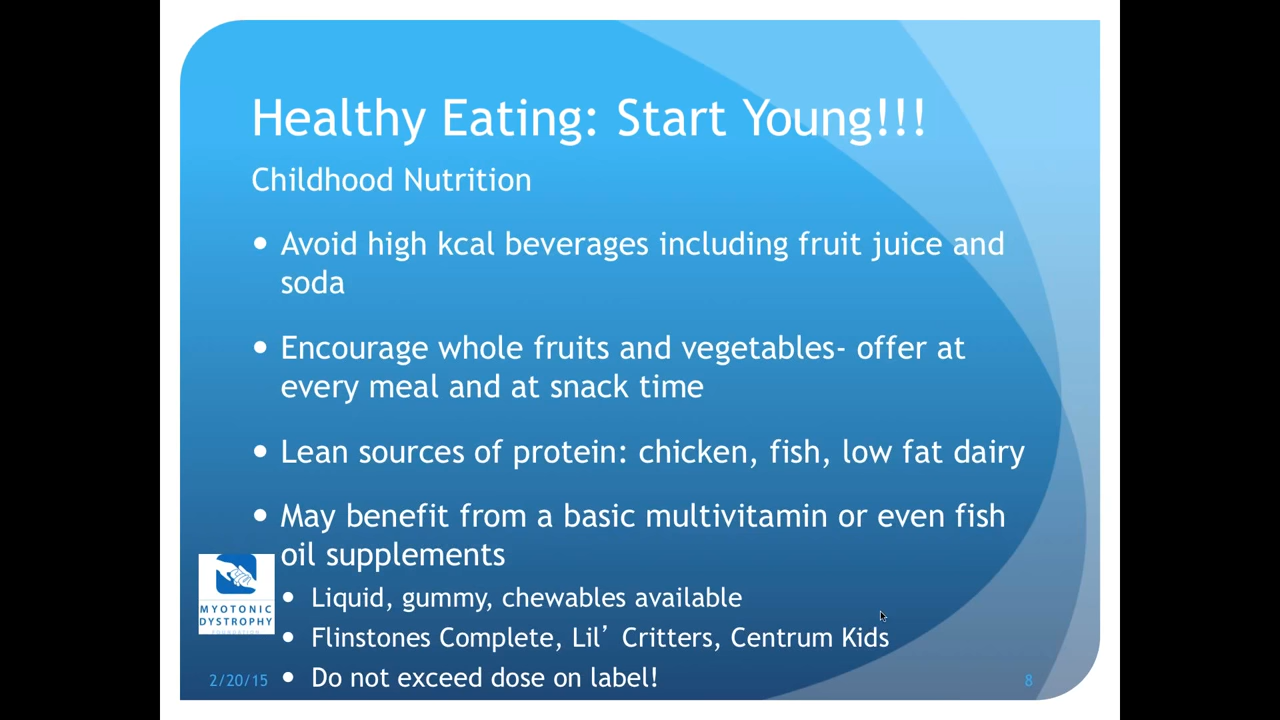 Healthy Eating: Start Young!!!
Childhood Nutrition
• Avoid high kcal beverages including fruit juice and
soda
• Encourage whole fruits and vegetables- offer at
every meal and at snack time
• Lean sources of protein: chicken, fish, low fat dairy
• May benefit from a basic multivitamin or even fish
oil supplements
• Liquid, gummy, chewables available
• Flinstones Complete, Lil’ Critters, Centrum Kids
• Do not exceed dose on label!
MYOTONIC
DYSTROPHY
FOUNDATION
2/20/15
8